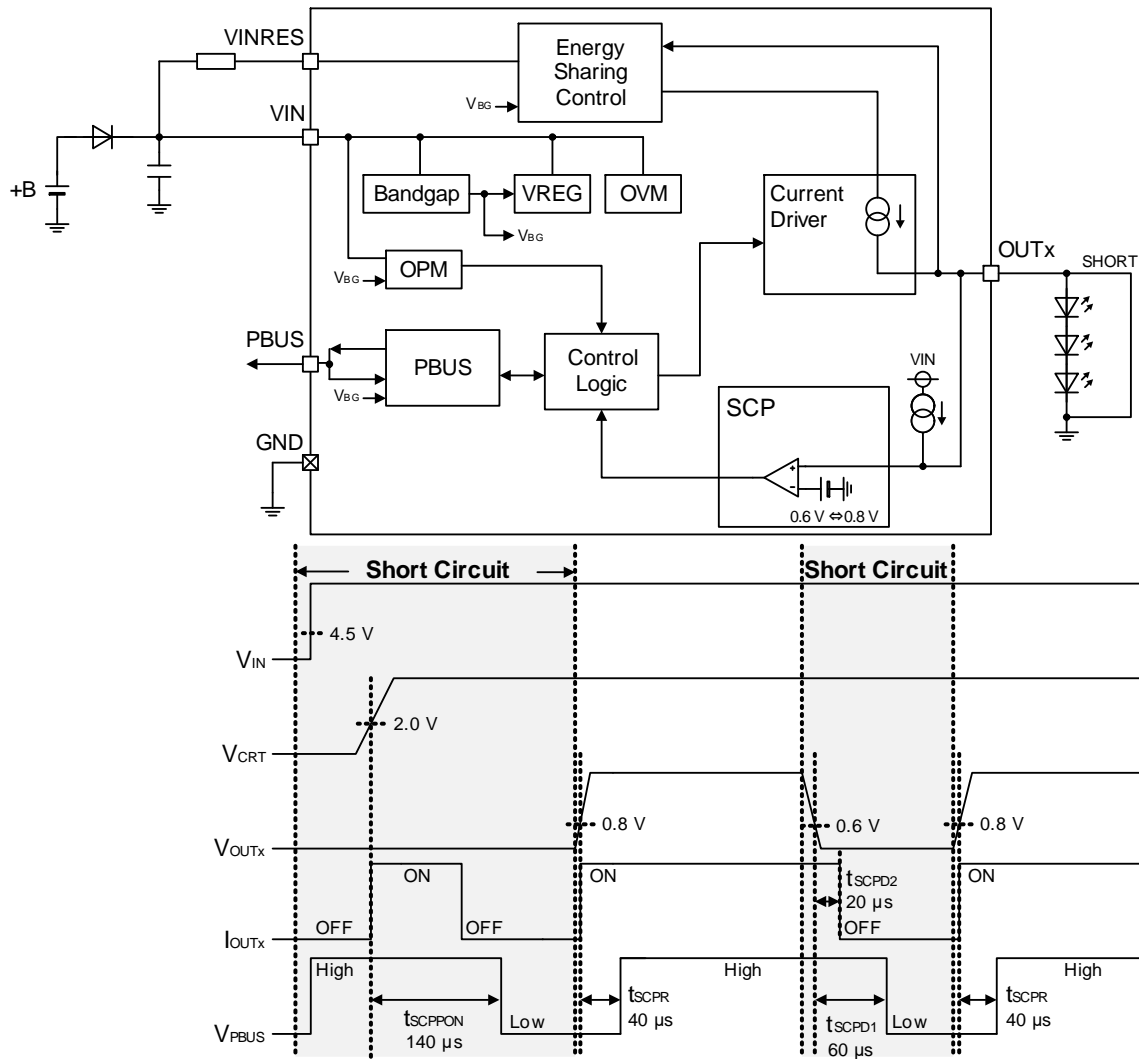 VINRES
Energy
Sharing
Control
VBG
VIN
+B
Bandgap
VREG
OVM
VBG
Current
Driver
OUTx
SHORT
OPM
VBG
PBUS
PBUS
VBG
Control
Logic
VIN
SCP
+
-
0.6 V ⇔0.8 V
GND
Short Circuit
Short Circuit
4.5 V
VIN
2.0 V
VCRT
0.8 V
0.6 V
0.8 V
VOUTx
ON
ON
tSCPD2
20 µs
ON
OFF
OFF
OFF
IOUTx
High
High
High
tSCPPON
140 µs
Low
tSCPR
40 µs
tSCPD1
60 µs
Low
tSCPR
40 µs
VPBUS